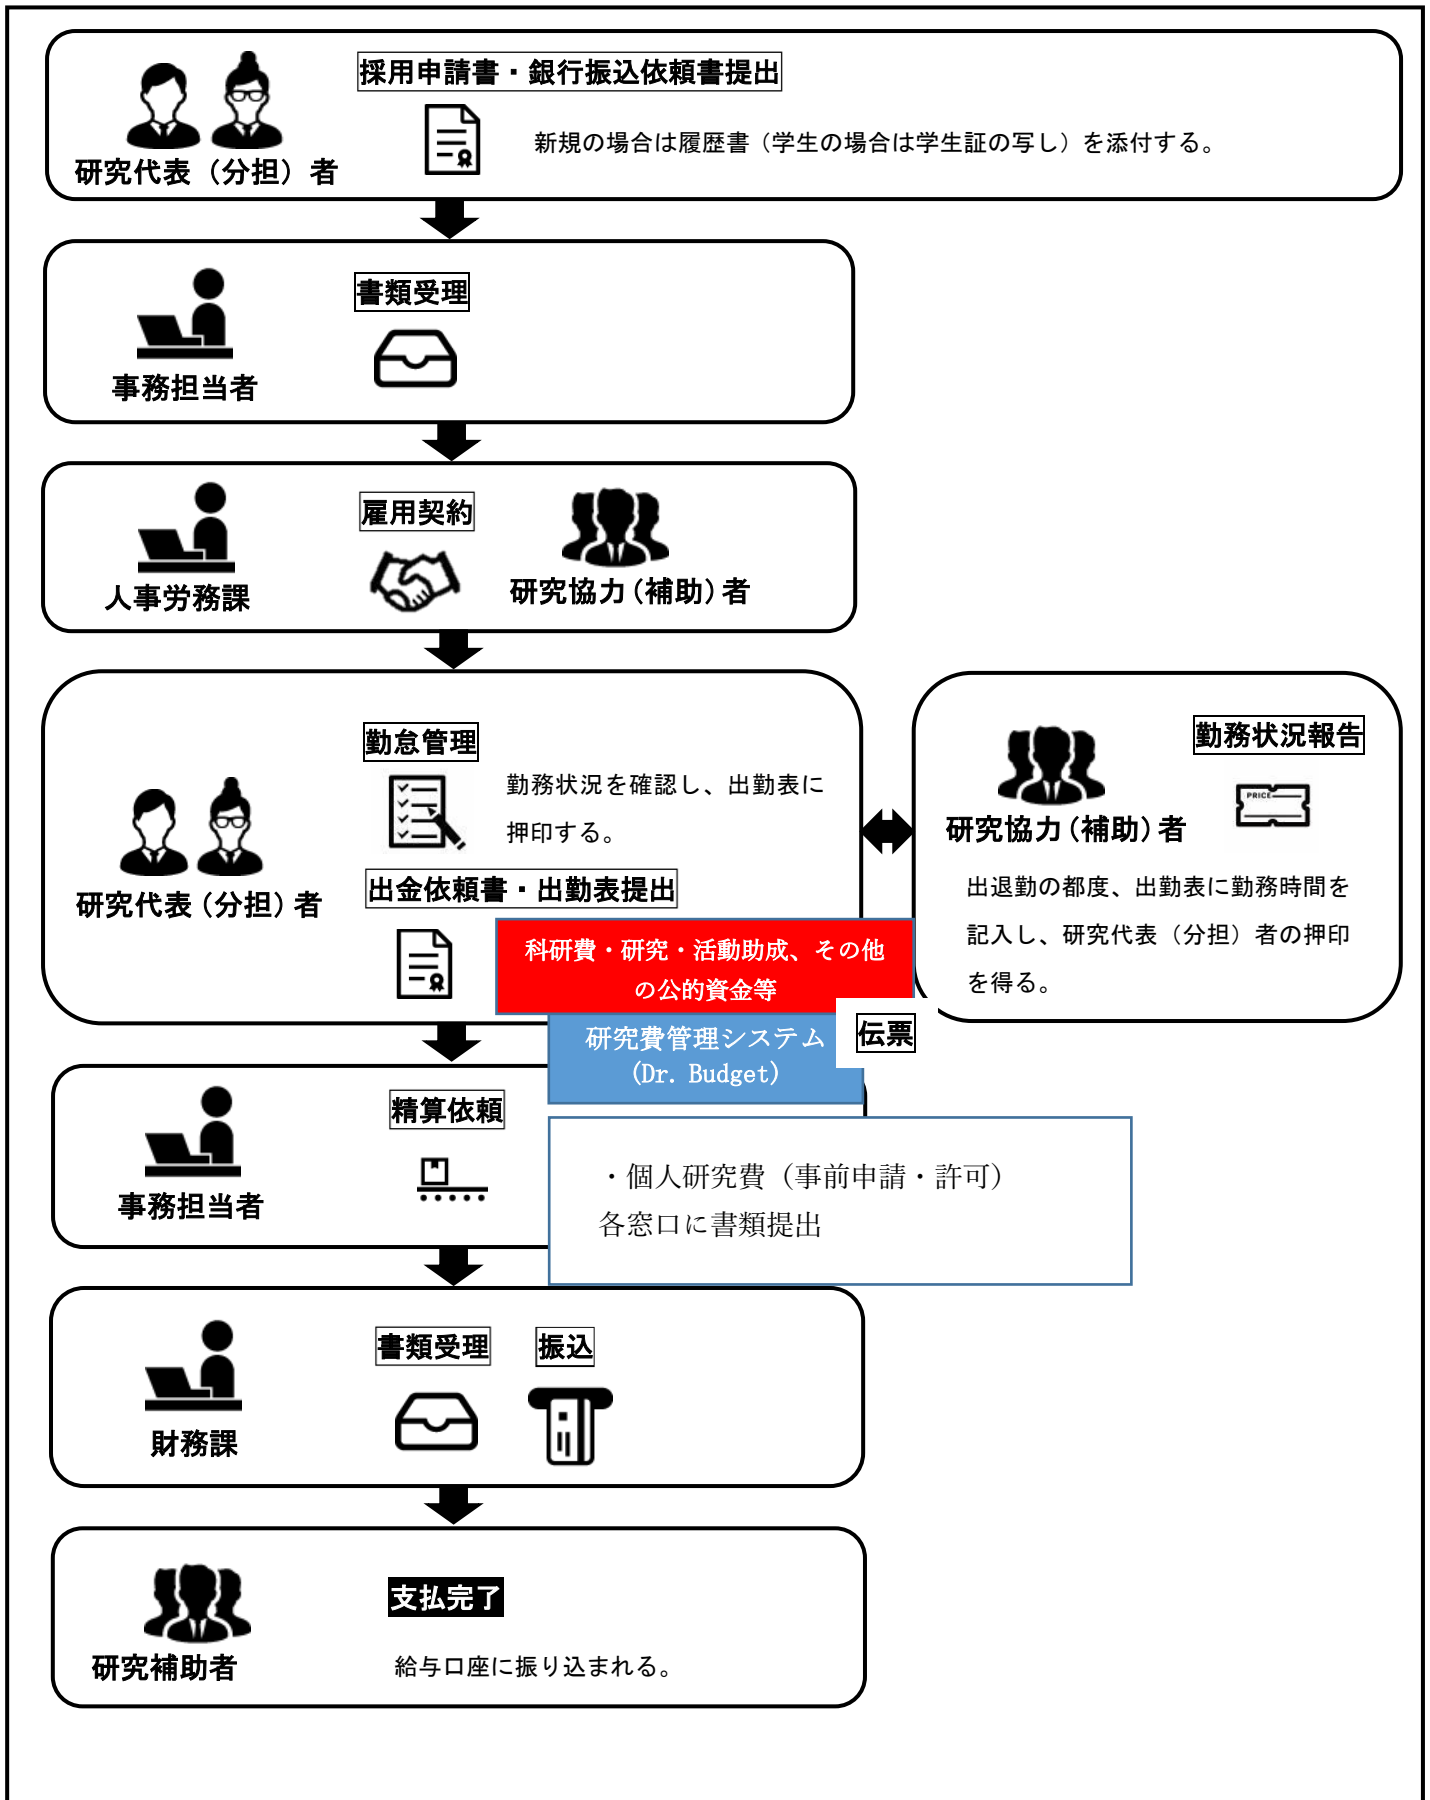 採用申請書・銀行振込依頼書提出
新規の場合は履歴書（学生の場合は学生証の写し）を添付する。
研究代表（分担）者
書類受理
事務担当者
雇用契約
人事労務課
研究協力（補助）者
勤怠管理
勤務状況を確認し、出勤表に
押印する。
研究代表（分担）者
出金依頼書・出勤表提出
勤務状況報告
PRICE
研究協力（補助）者
出退勤の都度、出勤表に勤務時間を
記入し、研究代表（分担）者の押印
を得る。
科研費・研究・活動助成、その他
の公的資金等
研究費管理システム
(Dr. Budget)
伝票
精算依頼
事務担当者
・個人研究費（事前申請・許可）
各窓口に書類提出
書類受理
振込
財務課
支払完了
研究補助者
給与口座に振り込まれる。